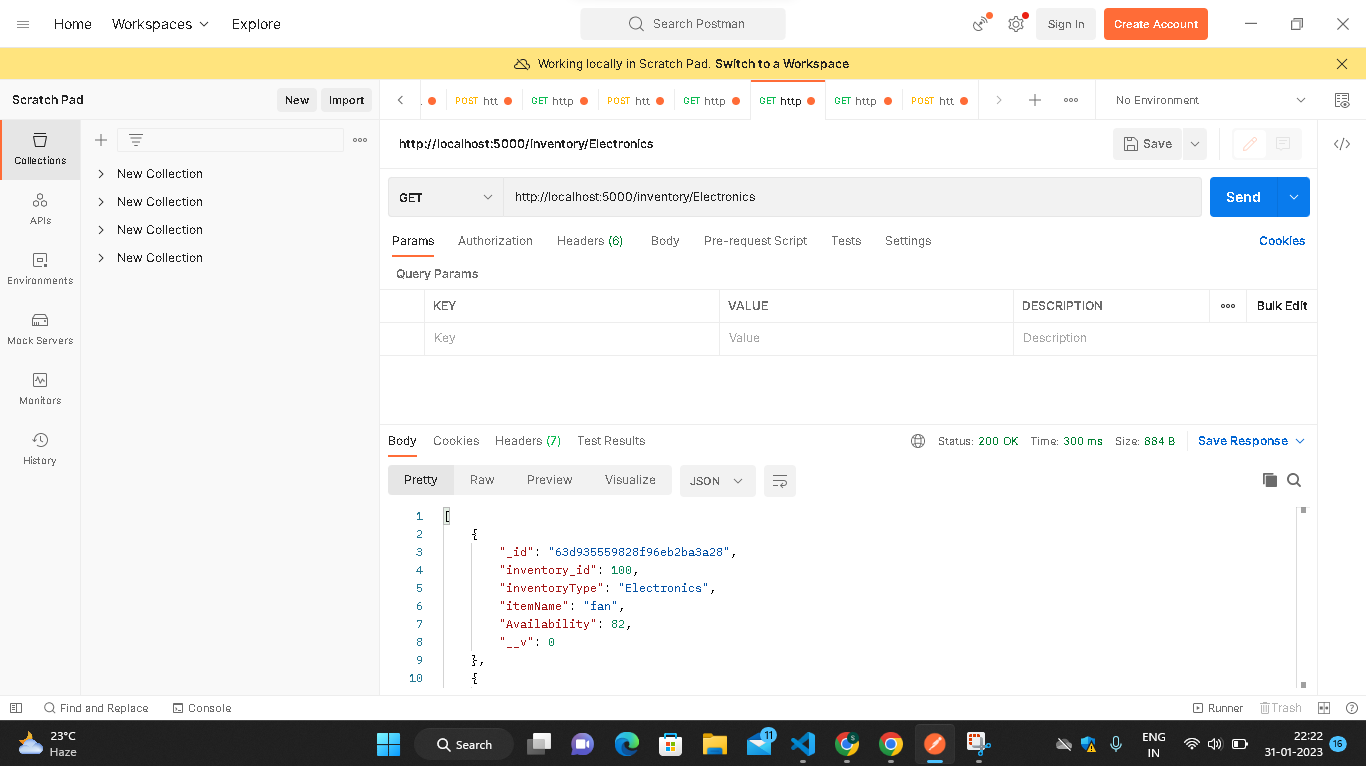 Home Workspaces Explore Search Postman Sign In Create Account
Working locally in Scratch Pad. Switch to a Workspace
Scratch Pad New Import
. POST htt GET http POST htt GET http GET http GET http POST htt No Environment
Collections
APIs
Environments
Mock Servers
Monitors
History
New Collection
New Collection
New Collection
New Collection
http://localhost:5000/inventory/Electronics Save
GET http://localhost:5000/inventory/Electronics Send
Params Authorization Headers (6) Body Pre-request Script Tests Settings Cookies
Query Params
KEY VALUE DESCRIPTION Bulk Edit
Key Value Description
Body Cookies Headers (7) Test Results Status: 200 OK Time: 300 ms Size: 884 B Save Response
Pretty Raw Preview Visualize JSON
1 [
2 {
3 "_id": "63d935559828f96eb2ba3a28",
4 "inventory_id": 100,
5 "inventoryType": "Electronics",
6 "itemName": "fan",
7 "Availability": 82,
8 "__v": 0
9 },
10 {
Find and Replace Console Runner Trash
23°C
Haze
Search
11
S
ENG
IN
22:22
31-01-2023
16